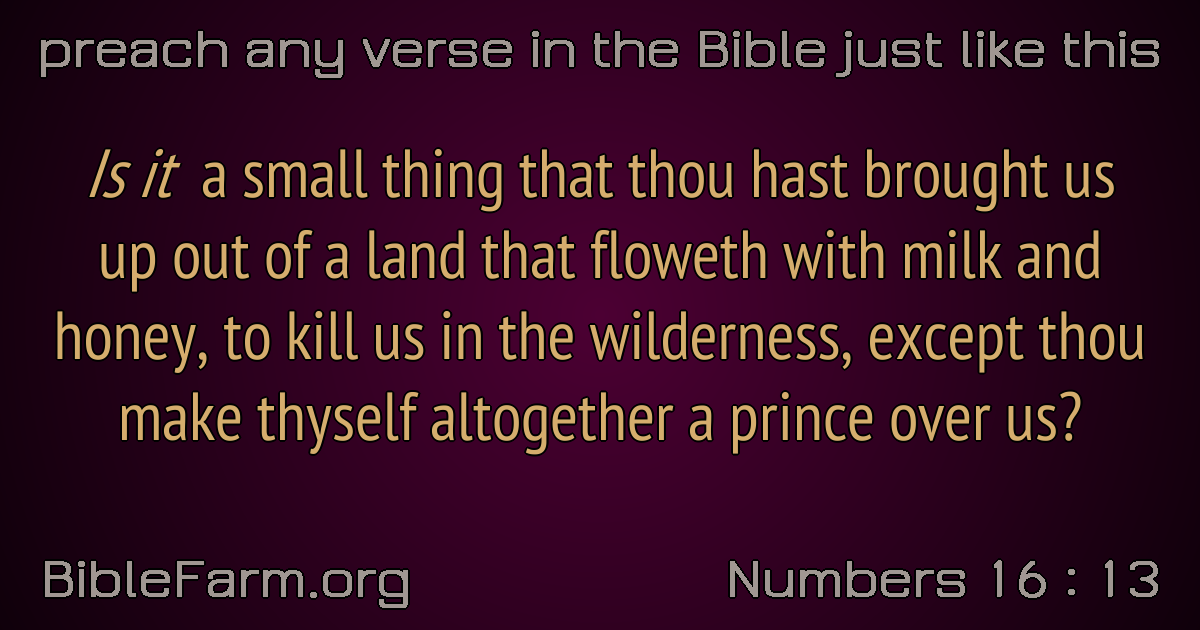 preach any verse in the Bible just like this
Is it a small thing that thou hast brought us
up out of a land that floweth with milk and
honey, to kill us in the wilderness, except thou
make thyself altogether a prince over us?
BibleFarm.org
Numbers 16 : 13